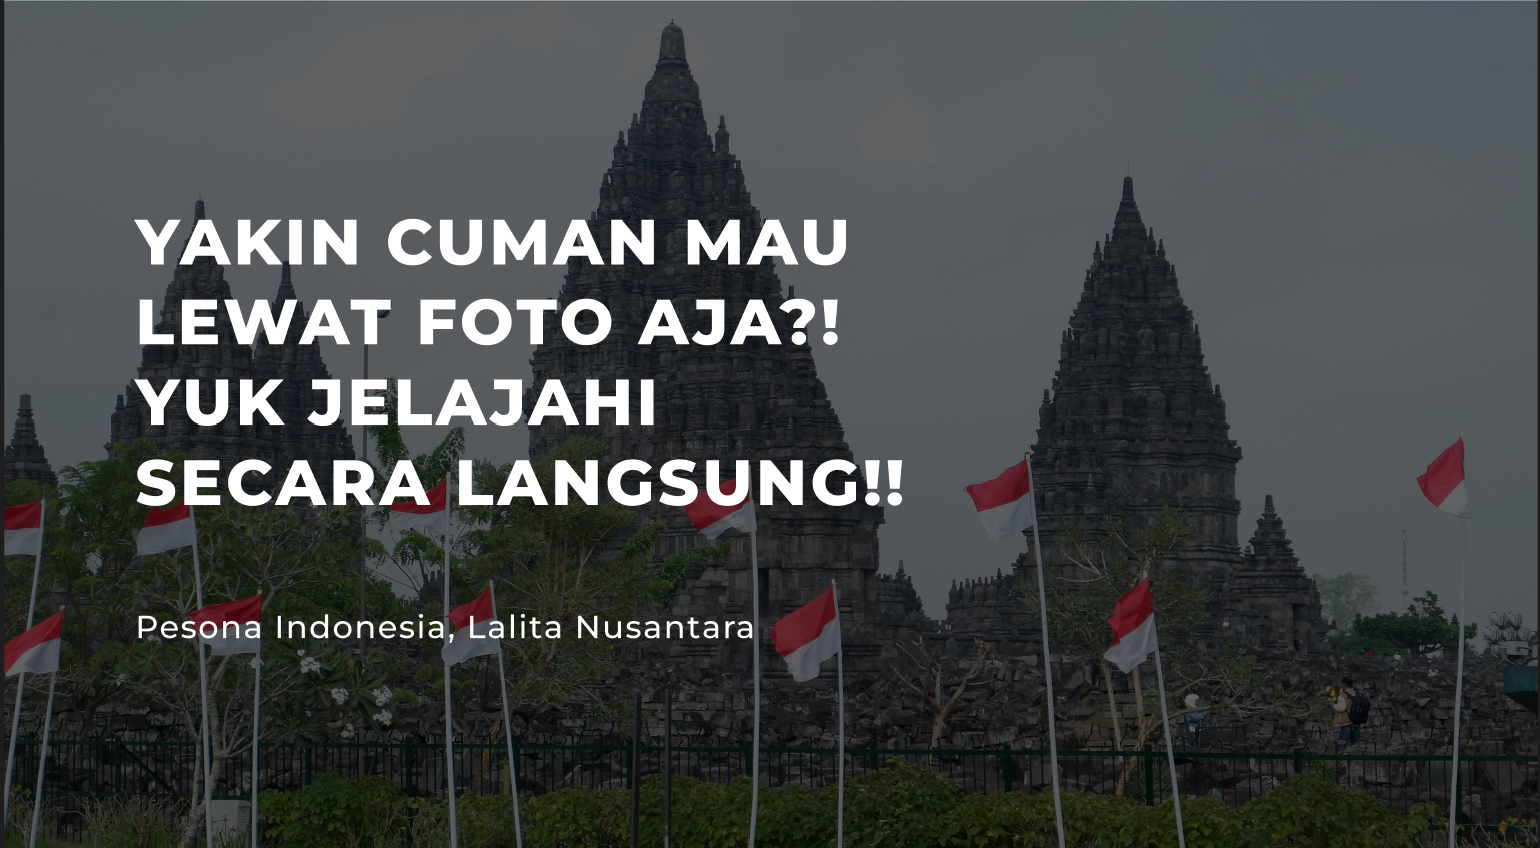 YAKIN CUMAN MAU
LEWAT FOTO AJA?!
YUK JELAJAHI
SECARA LANGSUNG!!
Pesona Indonesia, Lalita Nusantara